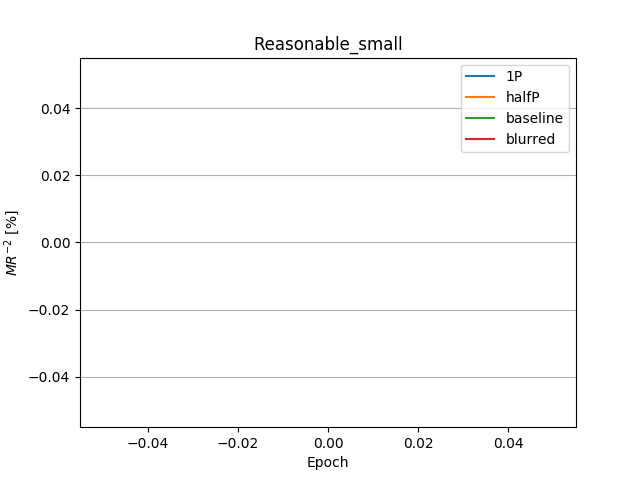 Reasonable_small
1P
halfP
baseline
blurred
0.04
0.02
0.00
−0.02
−0.04
MR⁻² [%]
−0.04 −0.02 0.00 0.02 0.04
Epoch